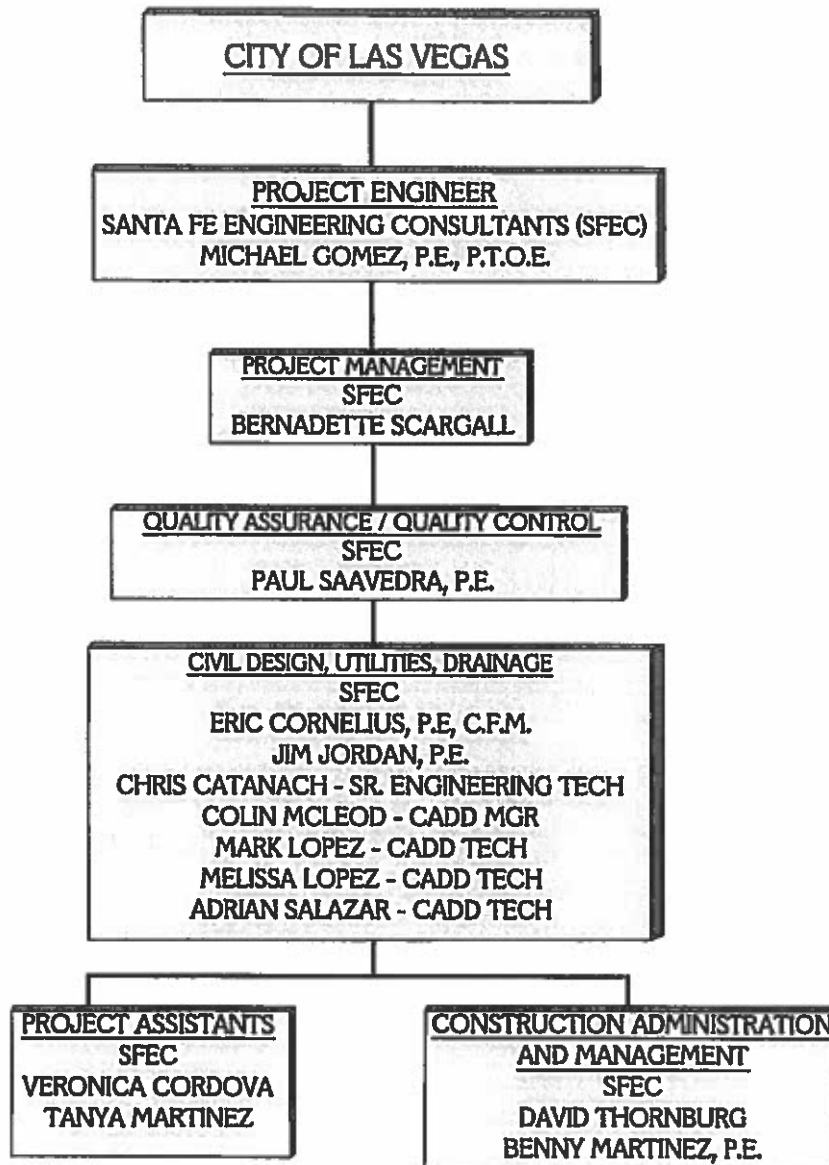 CITY OF LAS VEGAS
PROJECT ENGINEER
SANTA FE ENGINEERING CONSULTANTS (SFEC)
MICHAEL GOMEZ, P.E., P.T.O.E.
PROJECT MANAGEMENT
SFEC
BERNADETTE SCARGALL
QUALITY ASSURANCE / QUALITY CONTROL
SFEC
PAUL SAAVEDRA, P.E.
CIVIL DESIGN, UTILITIES, DRAINAGE
SFEC
ERIC CORNELIUS, P.E, C.F.M.
JIM JORDAN, P.E.
CHRIS CATANACH - SR. ENGINEERING TECH
COLIN MCLEOD - CADD MGR
MARK LOPEZ - CADD TECH
MELISSA LOPEZ - CADD TECH
ADRIAN SALAZAR - CADD TECH
PROJECT ASSISTANTS
SFEC
VERONICA CORDOVA
TANYA MARTINEZ
CONSTRUCTION ADMINISTRATION
AND MANAGEMENT
SFEC
DAVID THORNBURG
BENNY MARTINEZ, P.E.